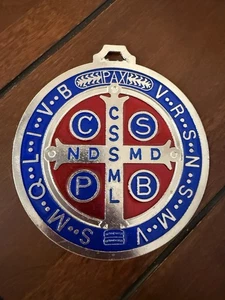 PAX
V·R·S·N·S·M·V
S·M·Q·L·I·V·B
C S
P B
C S S M L
N D S M D